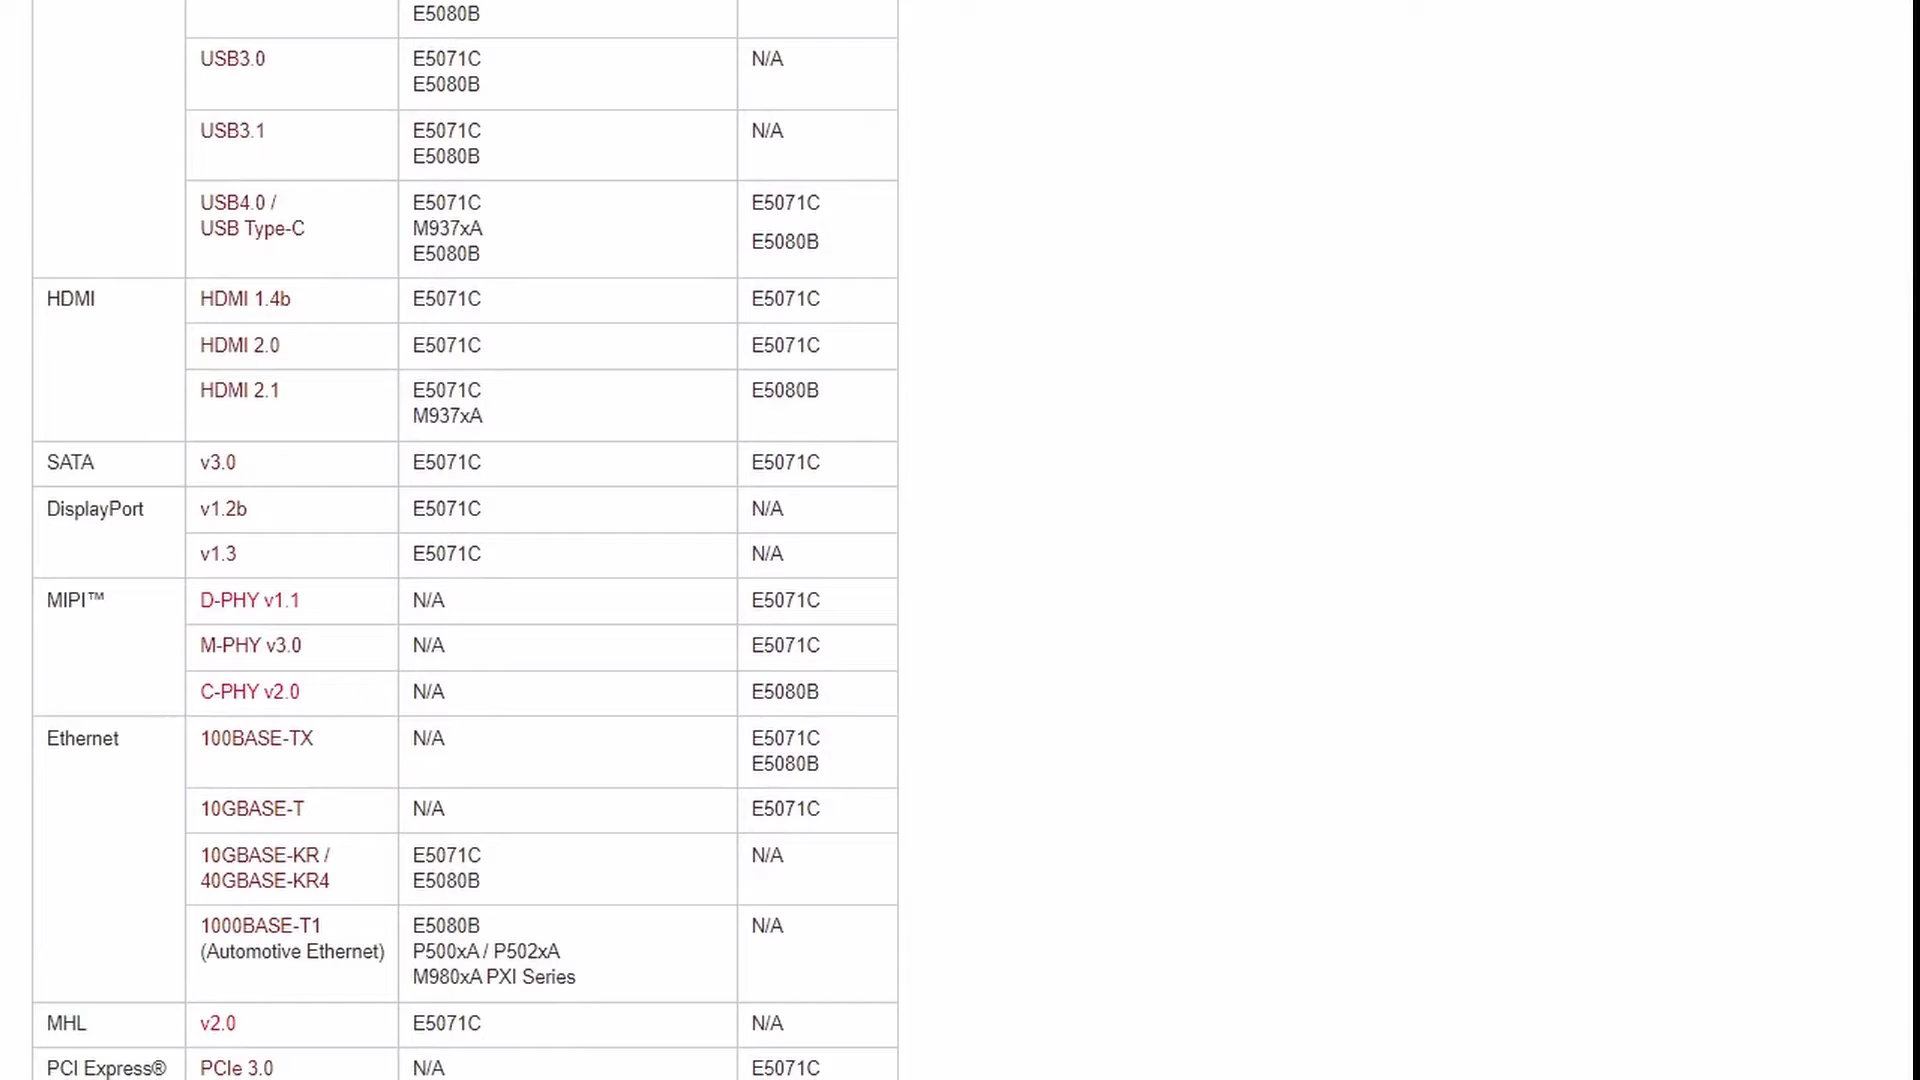 E5080B
USB3.0
E5071C
E5080B
N/A
USB3.1
E5071C
E5080B
N/A
USB4.0 /
USB Type-C
E5071C
M937xA
E5080B
E5071C
E5080B
HDMI
HDMI 1.4b
E5071C
E5071C
HDMI 2.0
E5071C
E5071C
HDMI 2.1
E5071C
M937xA
E5080B
SATA
v3.0
E5071C
E5071C
DisplayPort
v1.2b
E5071C
N/A
v1.3
E5071C
N/A
MIPI™
D-PHY v1.1
N/A
E5071C
M-PHY v3.0
N/A
E5071C
C-PHY v2.0
N/A
E5080B
Ethernet
100BASE-TX
N/A
E5071C
E5080B
10GBASE-T
N/A
E5071C
10GBASE-KR /
40GBASE-KR4
E5071C
E5080B
N/A
1000BASE-T1
(Automotive Ethernet)
E5080B
P500xA / P502xA
M980xA PXI Series
N/A
MHL
v2.0
E5071C
N/A
PCI Express®
PCIe 3.0
N/A
E5071C